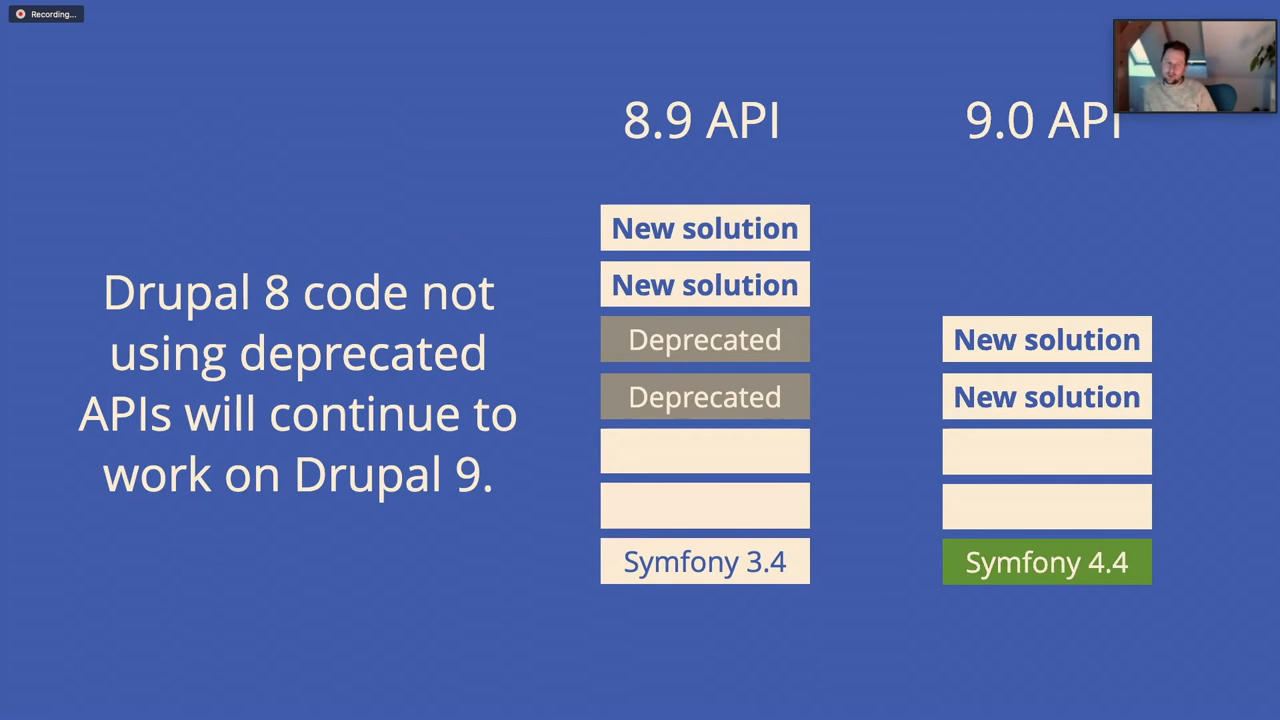 Recording...
8.9 API
9.0 API
Drupal 8 code not
using deprecated
APIs will continue to
work on Drupal 9.
New solution
New solution
Deprecated
Deprecated
Symfony 3.4
New solution
New solution
Symfony 4.4